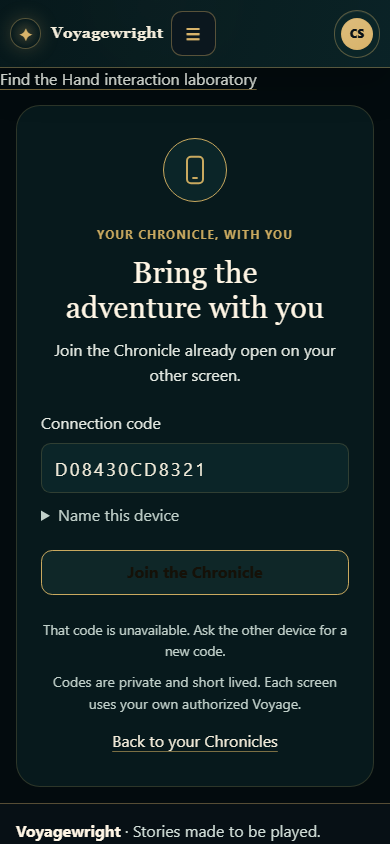 Voyagewright
CS
Find the Hand interaction laboratory
YOUR CHRONICLE, WITH YOU
Bring the
adventure with you
Join the Chronicle already open on your
other screen.
Connection code
D08430CD8321
Name this device
Join the Chronicle
That code is unavailable. Ask the other device for a
new code.
Codes are private and short lived. Each screen
uses your own authorized Voyage.
Back to your Chronicles
Voyagewright · Stories made to be played.